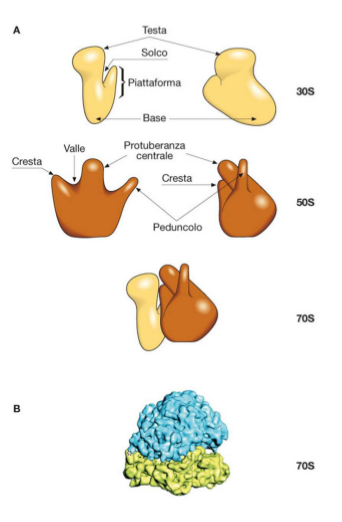 A
Testa
Solco
Piattaforma
30S
Base
Valle
Protuberanza
centrale
Cresta
Cresta
50S
Peduncolo
70S
B
70S